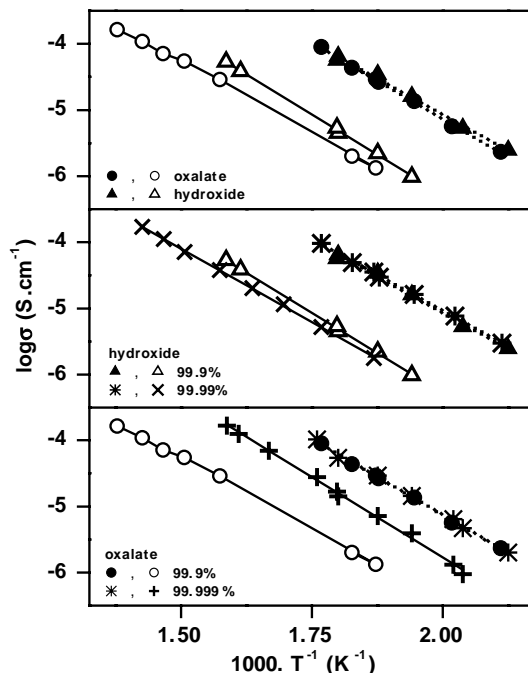 -4
-5
-6
● , ○ oxalate
▲ , △ hydroxide
-4
-5
-6
hydroxide
▲ , △ 99.9%
✳ , × 99.99%
-4
-5
-6
oxalate
● , ○ 99.9%
✳ , + 99.999%
logσ (S.cm⁻¹)
1.50 1.75 2.00
1000. T⁻¹ (K⁻¹)